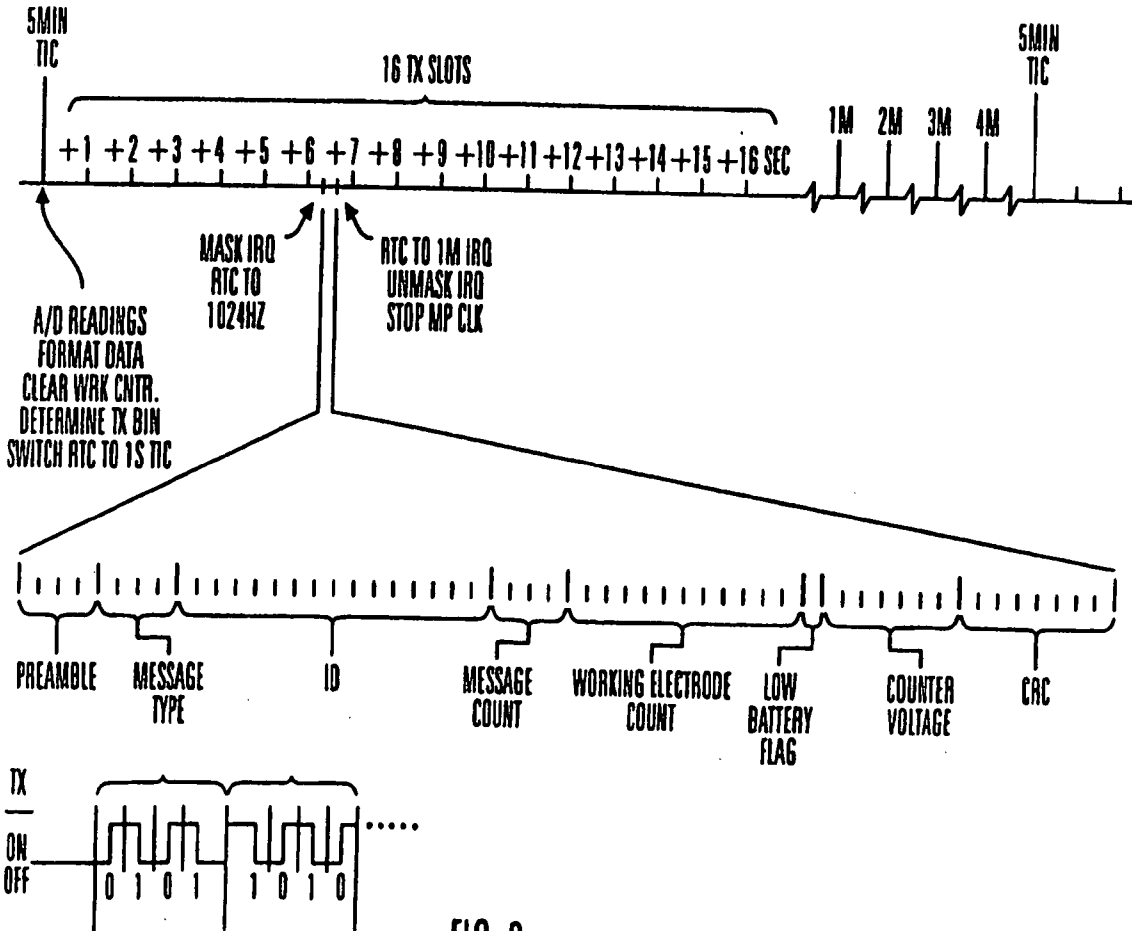 5MIN
TIC
16 TX SLOTS
5MIN
TIC
1M 2M 3M 4M
+1 +2 +3 +4 +5 +6 +7 +8 +9 +10 +11 +12 +13 +14 +15 +16 SEC
MASK IRQ
RTC TO
1024HZ
RTC TO 1M IRQ
UNMASK IRQ
STOP MP CLK
A/D READINGS
FORMAT DATA
CLEAR WRK CNTR.
DETERMINE TX BIN
SWITCH RTC TO 1S TIC
PREAMBLE
MESSAGE
TYPE
ID
MESSAGE
COUNT
WORKING ELECTRODE
COUNT
LOW
BATTERY
FLAG
COUNTER
VOLTAGE
CRC
TX
ON
OFF
0 1 0 1 1 0 1 0